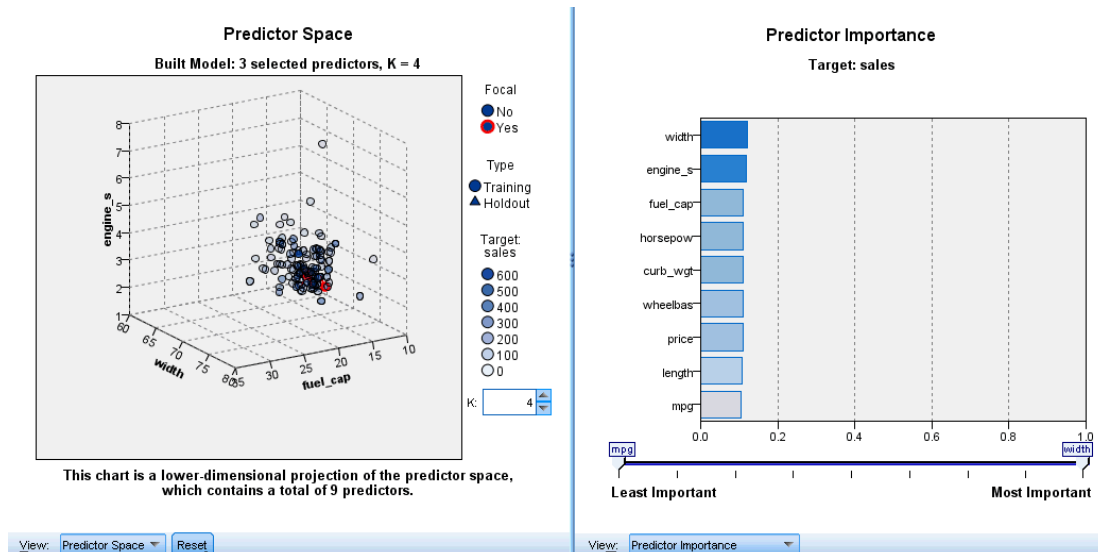 Predictor Space
Built Model: 3 selected predictors, K = 4
8
7
6
5
4
3
2
1
engine_s
60
65
70
75
80
width
35
30
25
20
15
10
fuel_cap
Focal
No
Yes
Type
Training
Holdout
Target:
sales
600
500
400
300
200
100
0
K: 4
This chart is a lower-dimensional projection of the predictor space,
which contains a total of 9 predictors.
View: Predictor Space Reset
Predictor Importance
Target: sales
width
engine_s
fuel_cap
horsepow
curb_wgt
wheelbas
price
length
mpg
0.0 0.2 0.4 0.6 0.8 1.0
mpg width
Least Important Most Important
View: Predictor Importance